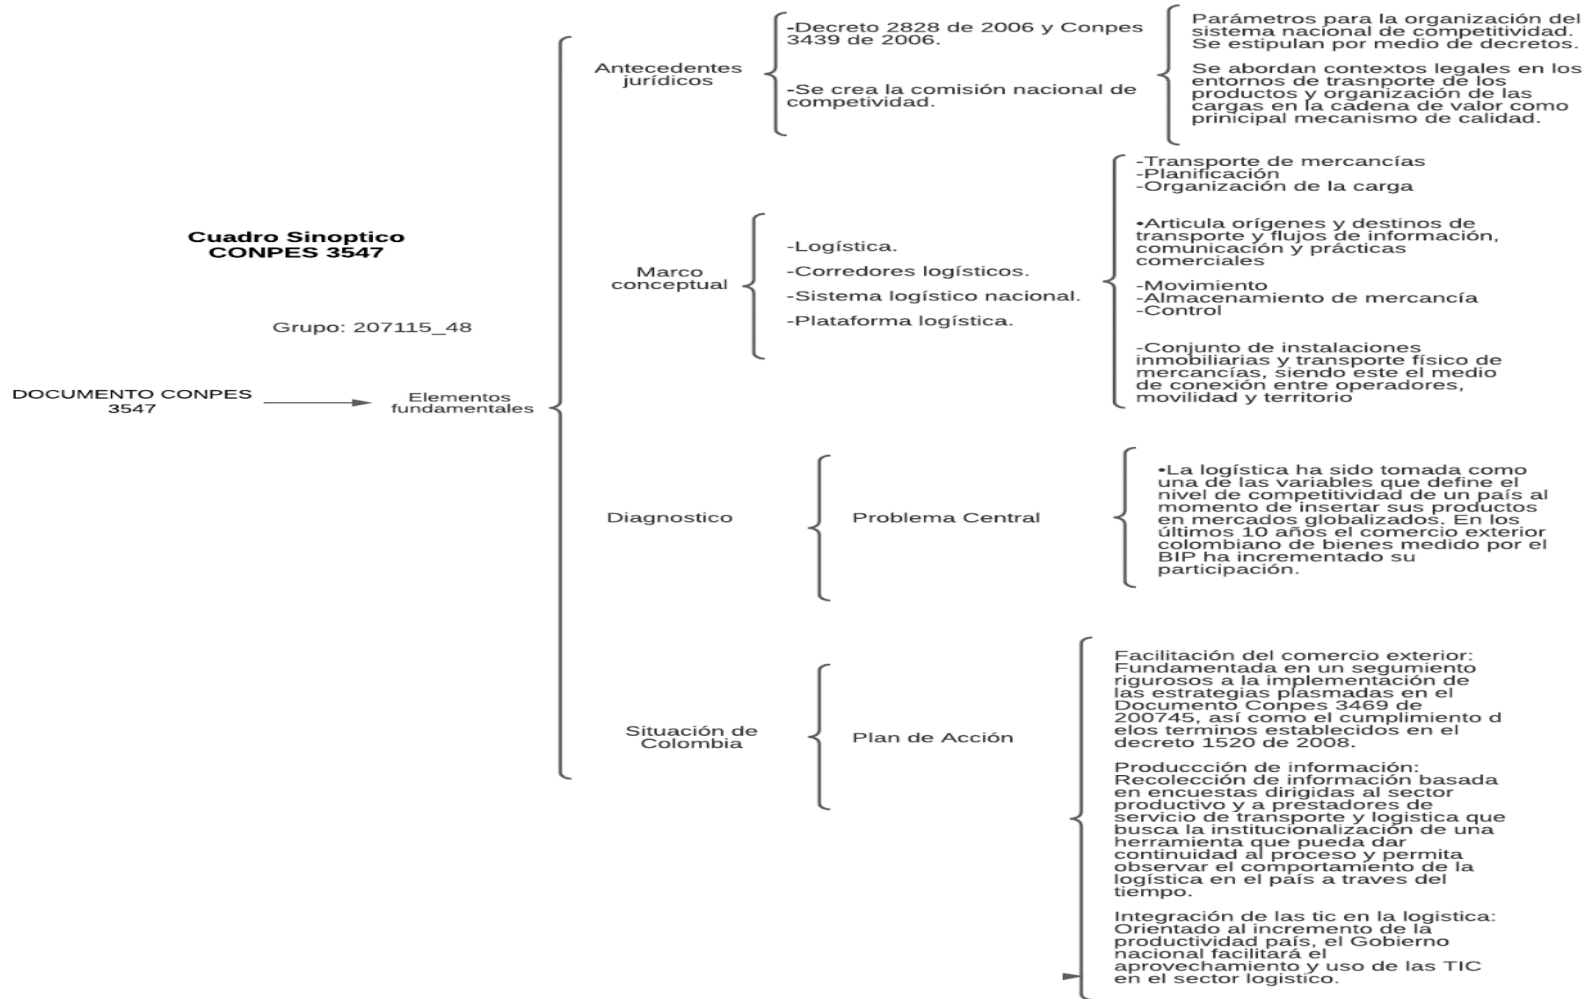 Cuadro Sinoptico
CONPES 3547
Grupo: 207115_48
DOCUMENTO CONPES
3547
Elementos
fundamentales
Antecedentes
jurídicos
-Decreto 2828 de 2006 y Conpes
3439 de 2006.
-Se crea la comisión nacional de
competividad.
Parámetros para la organización del
sistema nacional de competitividad.
Se estipulan por medio de decretos.
Se abordan contextos legales en los
entornos de trasnporte de los
productos y organización de las
cargas en la cadena de valor como
prinicipal mecanismo de calidad.
Marco
conceptual
-Logística.
-Corredores logísticos.
-Sistema logístico nacional.
-Plataforma logística.
-Transporte de mercancías
-Planificación
-Organización de la carga
•Articula orígenes y destinos de
transporte y flujos de información,
comunicación y prácticas
comerciales
-Movimiento
-Almacenamiento de mercancía
-Control
-Conjunto de instalaciones
inmobiliarias y transporte físico de
mercancías, siendo este el medio
de conexión entre operadores,
movilidad y territorio
Diagnostico
Problema Central
•La logística ha sido tomada como
una de las variables que define el
nivel de competitividad de un país al
momento de insertar sus productos
en mercados globalizados. En los
últimos 10 años el comercio exterior
colombiano de bienes medido por el
BIP ha incrementado su
participación.
Situación de
Colombia
Plan de Acción
Facilitación del comercio exterior:
Fundamentada en un segumiento
rigurosos a la implementación de
las estrategias plasmadas en el
Documento Conpes 3469 de
200745, así como el cumplimiento d
elos terminos establecidos en el
decreto 1520 de 2008.
Produccción de información:
Recolección de información basada
en encuestas dirigidas al sector
productivo y a prestadores de
servicio de transporte y logistica que
busca la institucionalización de una
herramienta que pueda dar
continuidad al proceso y permita
observar el comportamiento de la
logística en el país a traves del
tiempo.
Integración de las tic en la logistica:
Orientado al incremento de la
productividad país, el Gobierno
nacional facilitará el
aprovechamiento y uso de las TIC
en el sector logistico.